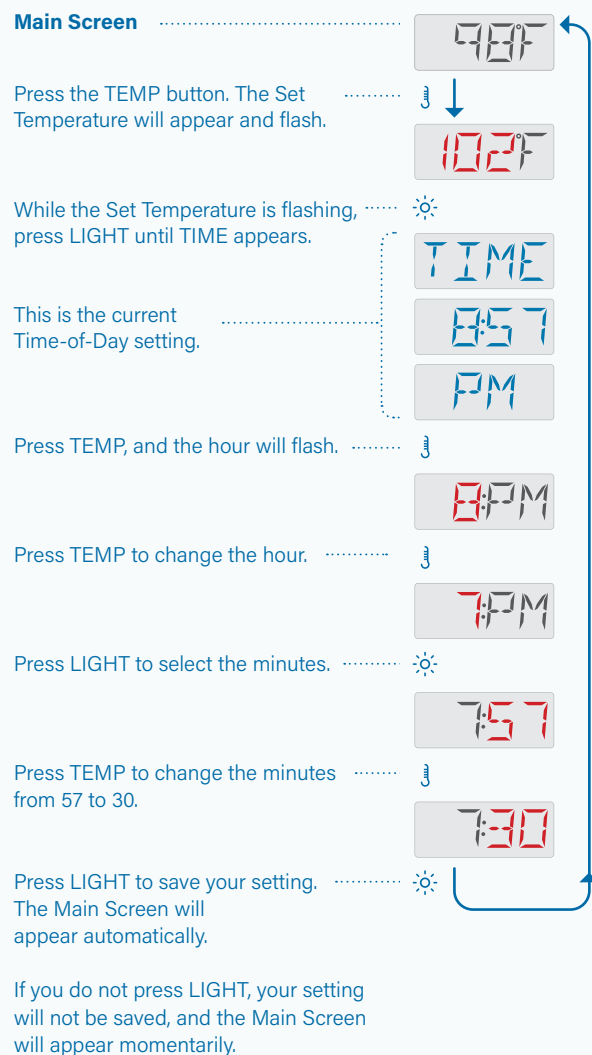 Main Screen
98°F
Press the TEMP button. The Set
Temperature will appear and flash.
102°F
While the Set Temperature is flashing,
press LIGHT until TIME appears.
TIME
This is the current
Time-of-Day setting.
8:57
PM
Press TEMP, and the hour will flash.
8:PM
Press TEMP to change the hour.
7:PM
Press LIGHT to select the minutes.
7:57
Press TEMP to change the minutes
from 57 to 30.
7:30
Press LIGHT to save your setting.
The Main Screen will
appear automatically.
If you do not press LIGHT, your setting
will not be saved, and the Main Screen
will appear momentarily.